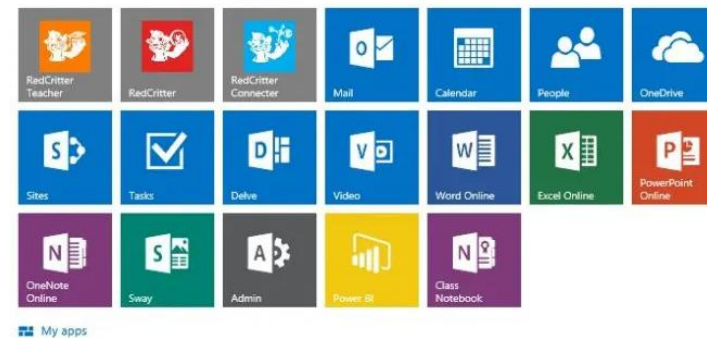 RedCritter
Teacher
RedCritter
RedCritter
Connecter
Mail
Calendar
People
OneDrive
Sites
Tasks
Delve
Video
Word Online
Excel Online
PowerPoint
Online
OneNote
Online
Sway
Admin
Power BI
Class
Notebook
My apps